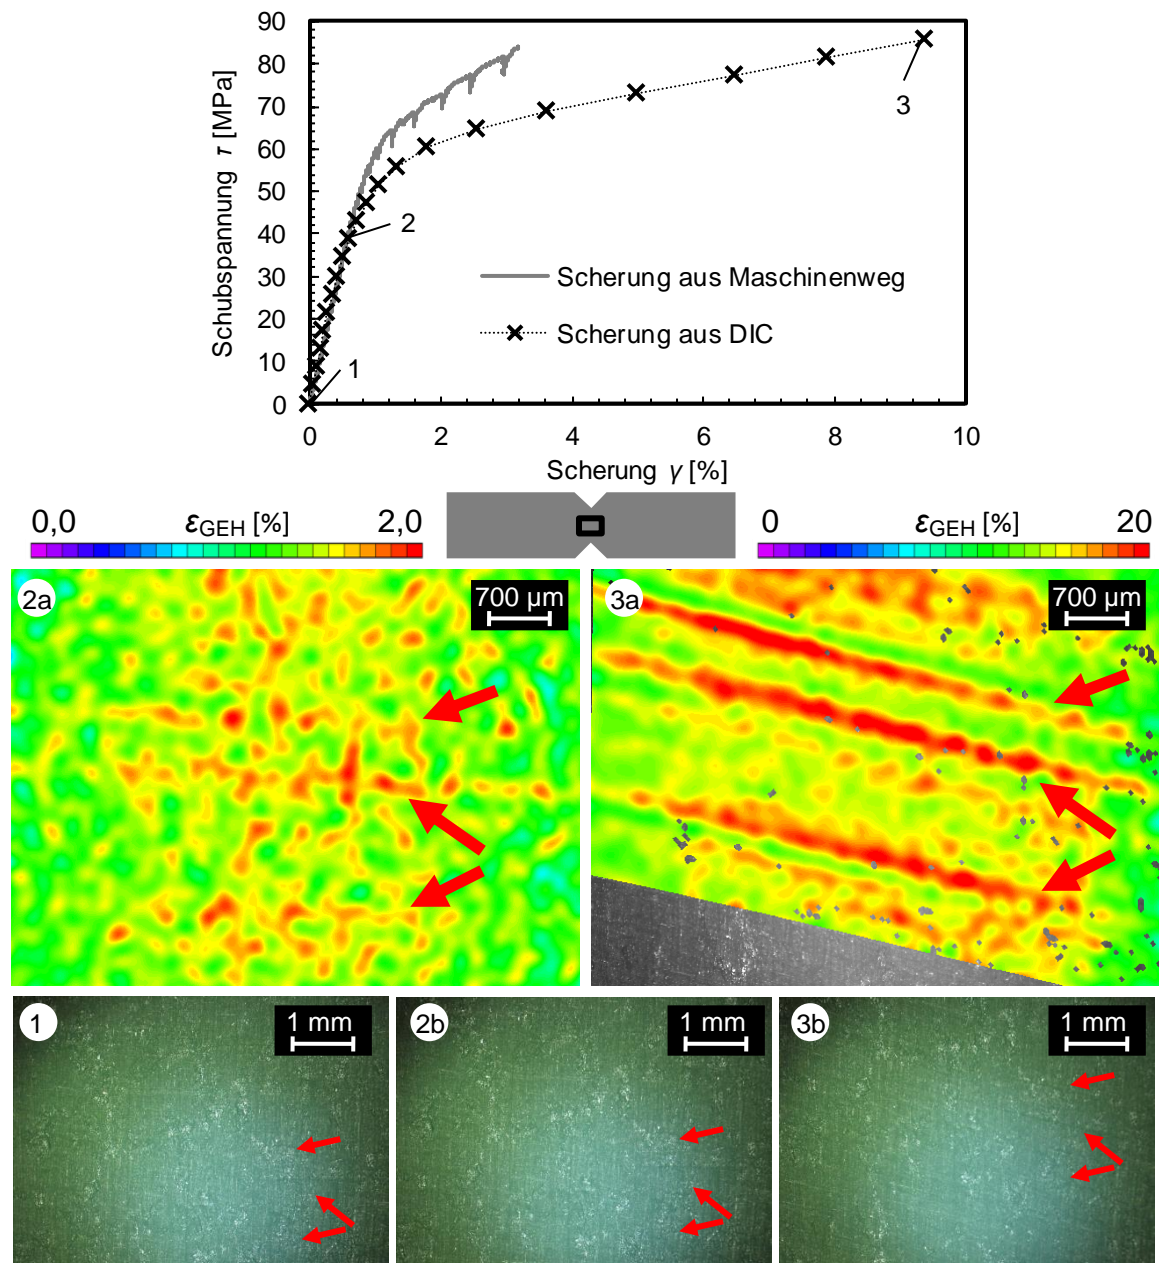 90
80
70
60
50
40
30
20
10
0
Schubspannung τ [MPa]
3
2
1
Scherung aus Maschinenweg
Scherung aus DIC
0 2 4 6 8 10
Scherung γ [%]
0,0 εGEH [%] 2,0
0 εGEH [%] 20
2a 700 µm
3a 700 µm
1 1 mm
2b 1 mm
3b 1 mm